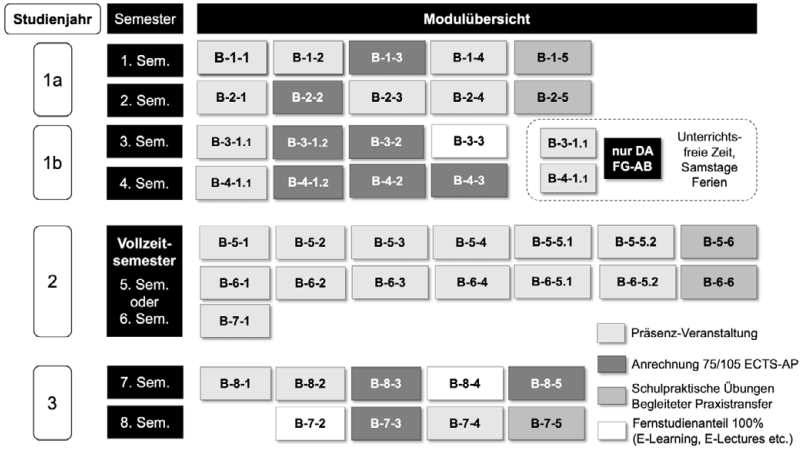 Studienjahr Semester Modulübersicht
1a
1. Sem. B-1-1 B-1-2 B-1-3 B-1-4 B-1-5
2. Sem. B-2-1 B-2-2 B-2-3 B-2-4 B-2-5
1b
3. Sem. B-3-1.1 B-3-1.2 B-3-2 B-3-3
4. Sem. B-4-1.1 B-4-1.2 B-4-2 B-4-3
B-3-1.1
B-4-1.1
nur DA
FG-AB
Unterrichts-
freie Zeit,
Samstage
Ferien
2
Vollzeit-
semester
5. Sem.
oder
6. Sem.
B-5-1 B-5-2 B-5-3 B-5-4 B-5-5.1 B-5-5.2 B-5-6
B-6-1 B-6-2 B-6-3 B-6-4 B-6-5.1 B-6-5.2 B-6-6
B-7-1
3
7. Sem. B-8-1 B-8-2 B-8-3 B-8-4 B-8-5
8. Sem. B-7-2 B-7-3 B-7-4 B-7-5
Präsenz-Veranstaltung
Anrechnung 75/105 ECTS-AP
Schulpraktische Übungen
Begleiteter Praxistransfer
Fernstudienanteil 100%
(E-Learning, E-Lectures etc.)